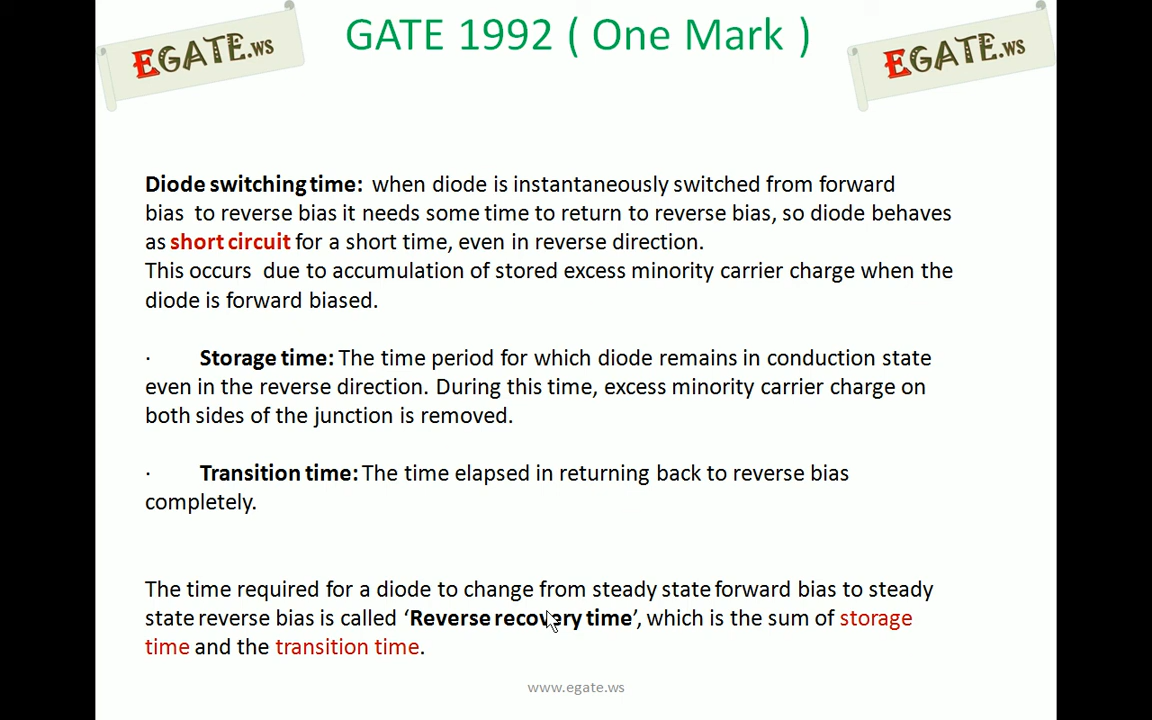 GATE 1992 ( One Mark )
EGATE.ws
EGATE.ws
Diode switching time: when diode is instantaneously switched from forward
bias to reverse bias it needs some time to return to reverse bias, so diode behaves
as short circuit for a short time, even in reverse direction.
This occurs due to accumulation of stored excess minority carrier charge when the
diode is forward biased.
· Storage time: The time period for which diode remains in conduction state
even in the reverse direction. During this time, excess minority carrier charge on
both sides of the junction is removed.
· Transition time: The time elapsed in returning back to reverse bias
completely.
The time required for a diode to change from steady state forward bias to steady
state reverse bias is called ‘Reverse recovery time’, which is the sum of storage
time and the transition time.
www.egate.ws